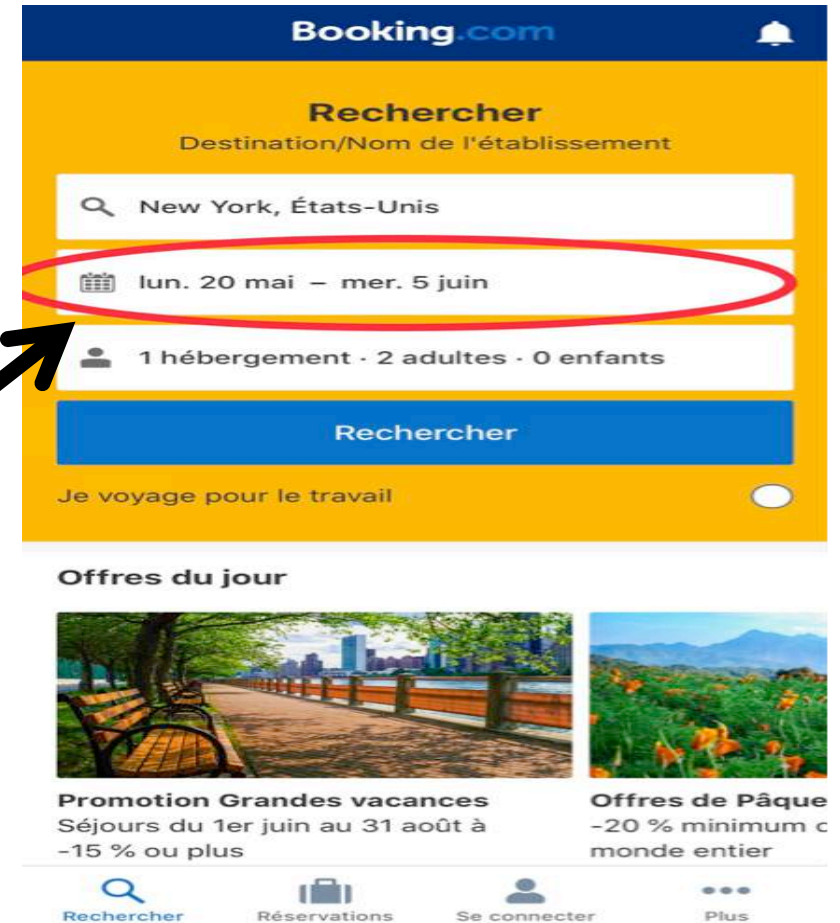 Booking.com
Rechercher
Destination/Nom de l'établissement
New York, États-Unis
lun. 20 mai – mer. 5 juin
1 hébergement · 2 adultes · 0 enfants
Rechercher
Je voyage pour le travail
Offres du jour
Promotion Grandes vacances
Séjours du 1er juin au 31 août à
-15 % ou plus
Offres de Pâque
-20 % minimum
monde entier
Rechercher
Réservations
Se connecter
Plus